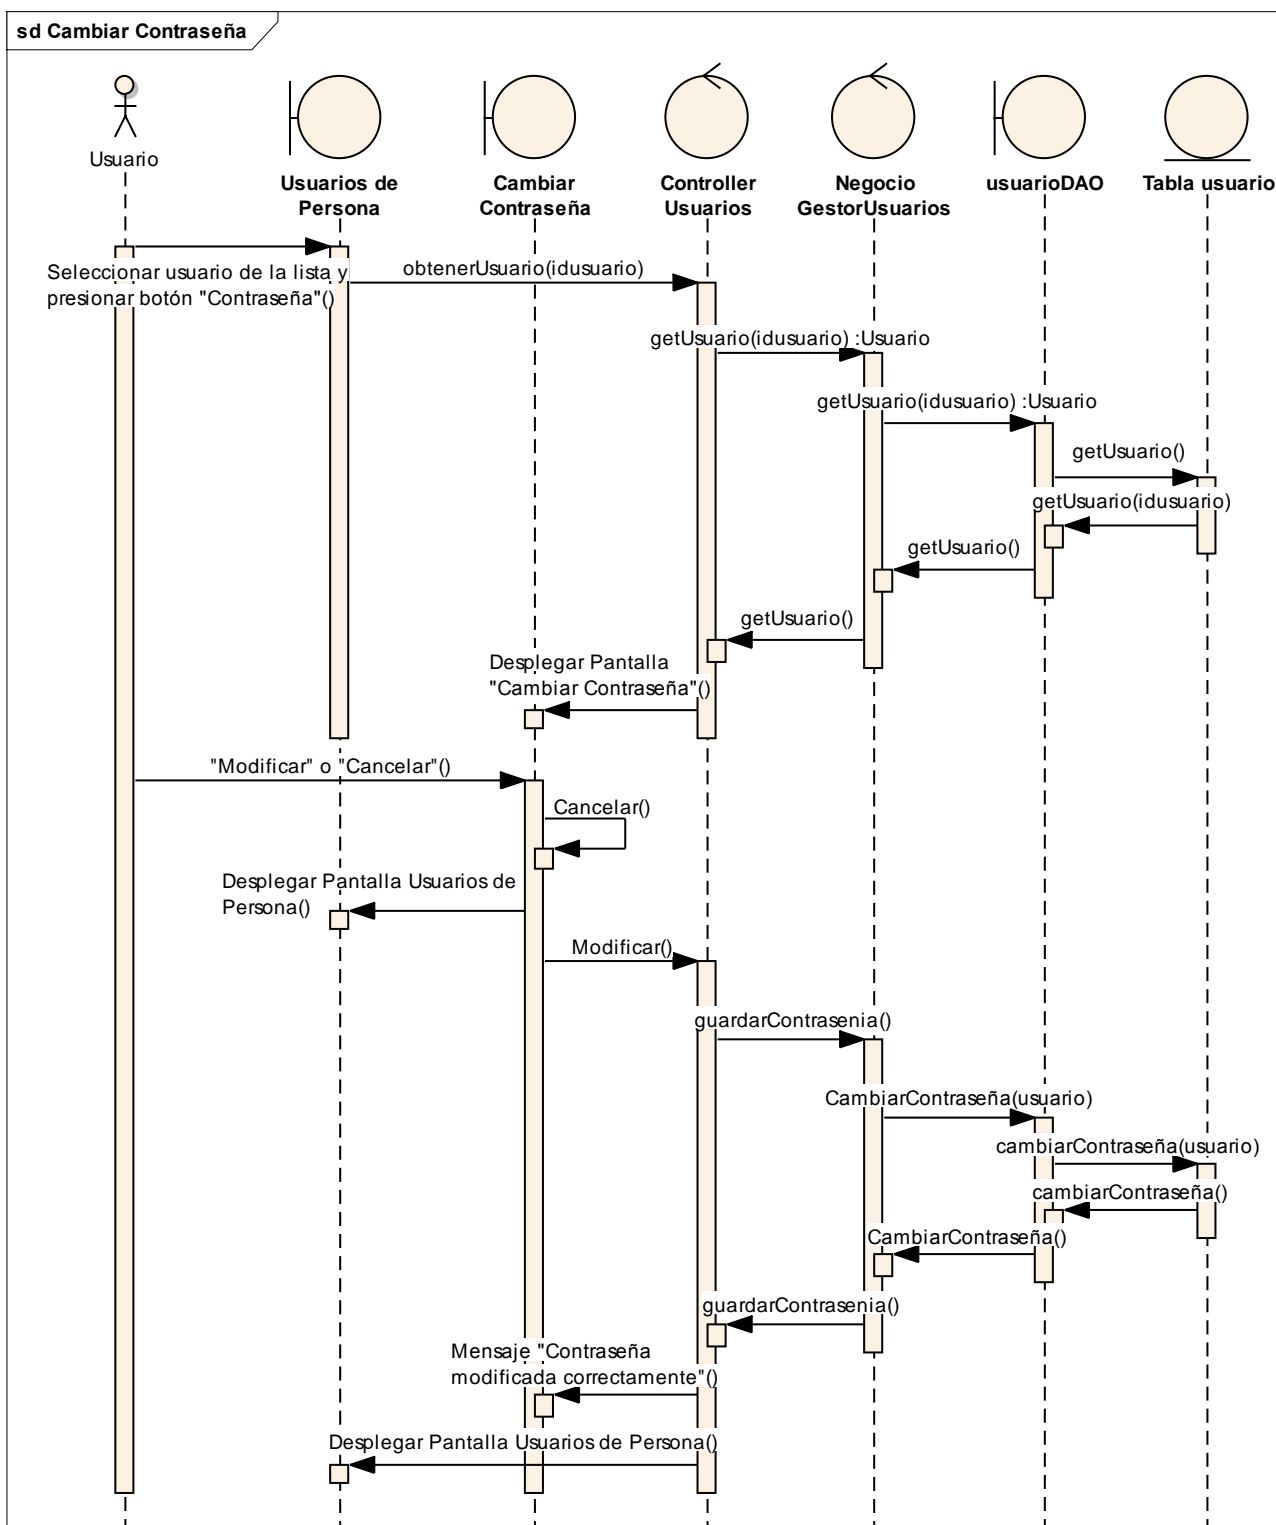 sd Cambiar Contraseña
Usuario
Usuarios de
Persona
Cambiar
Contraseña
Controller
Usuarios
Negocio
GestorUsuarios
usuarioDAO
Tabla usuario
Seleccionar usuario de la lista y
presionar botón "Contraseña"()
obtenerUsuario(idusuario)
getUsuario(idusuario) :Usuario
getUsuario(idusuario) :Usuario
getUsuario()
getUsuario(idusuario)
getUsuario()
getUsuario()
Desplegar Pantalla
"Cambiar Contraseña"()
"Modificar" o "Cancelar"()
Cancelar()
Desplegar Pantalla Usuarios de
Persona()
Modificar()
guardarContrasenia()
CambiarContraseña(usuario)
cambiarContraseña(usuario)
cambiarContraseña()
CambiarContraseña()
guardarContrasenia()
Mensaje "Contraseña
modificada correctamente"()
Desplegar Pantalla Usuarios de Persona()